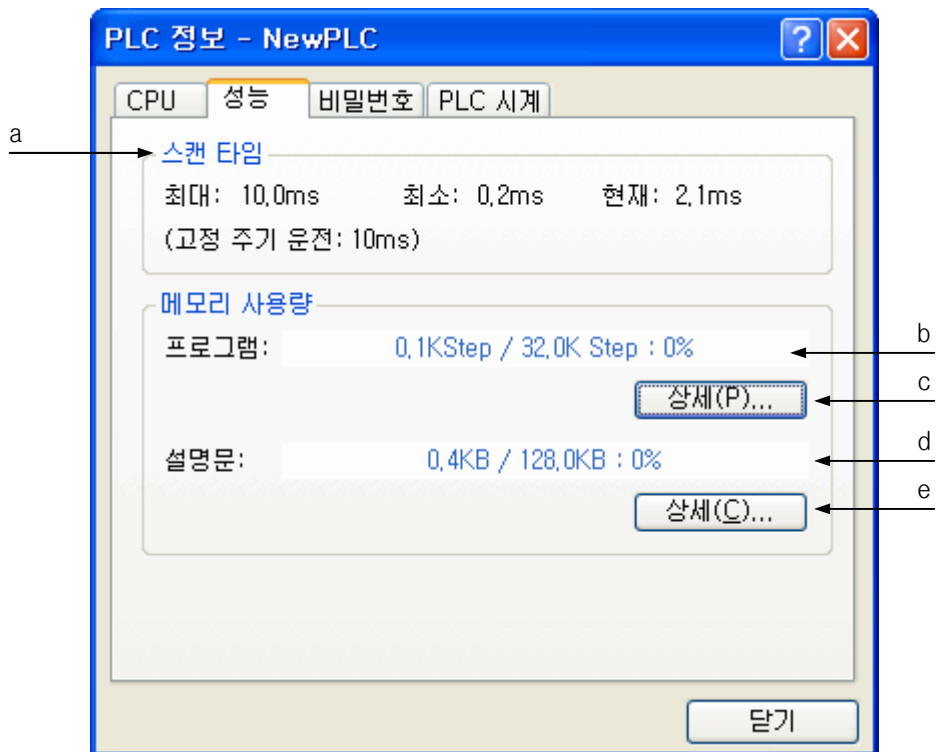 PLC 정보 - NewPLC
CPU 성능 비밀번호 PLC 시계
a
스캔 타임
최대: 10,0ms 최소: 0,2ms 현재: 2,1ms
(고정 주기 운전: 10ms)
메모리 사용량
프로그램: 0,1KStep / 32,0K Step : 0%
b
상세(P)...
c
설명문: 0,4KB / 128,0KB : 0%
d
상세(C)...
e
닫기